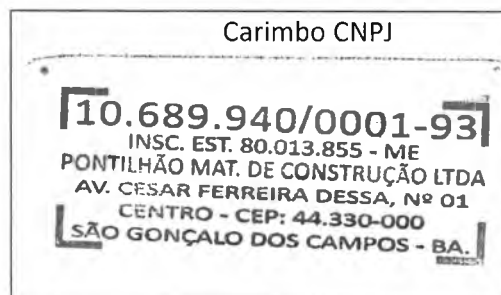 Carimbo CNPJ
10.689.940/0001-93
INSC. EST. 80.013.855 - ME
PONTILHÃO MAT. DE CONSTRUÇÃO LTDA
AV. CESAR FERREIRA DESSA, Nº 01
CENTRO - CEP: 44.330-000
SÃO GONÇALO DOS CAMPOS - BA.